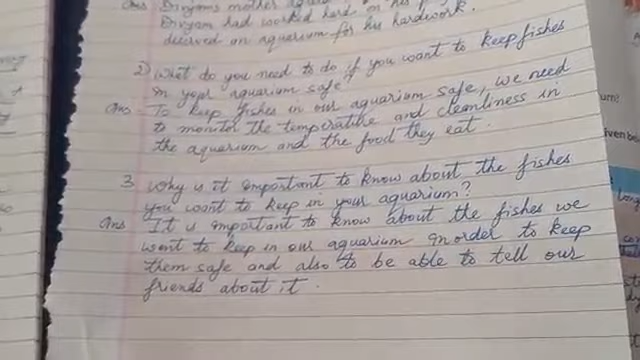 Ans Divyam's mother
Divyam had worked hard on his
deserved an aquarium for his hardwork.
2) What do you need to do if you want to keep fishes
in your aquarium safe?
Ans To keep fishes in our aquarium safe, we need
to monitor the temperature and cleanliness in
the aquarium and the food they eat.
3. Why is it important to know about the fishes
you want to keep in your aquarium?
Ans It is important to know about the fishes we
want to keep in our aquarium inorder to keep
them safe and also to be able to tell our
friends about it.